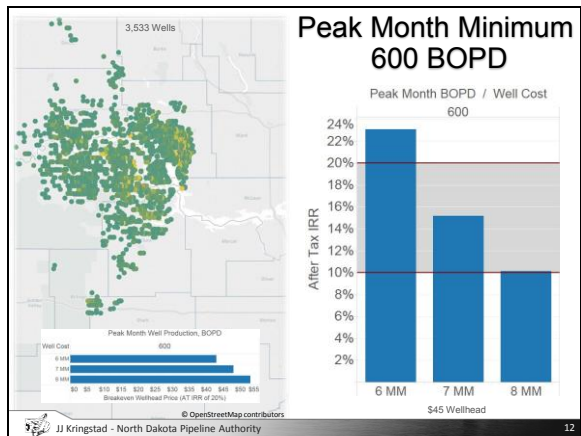 3,533 Wells
Peak Month Minimum
600 BOPD
Peak Month BOPD / Well Cost
600
24%
22%
20%
18%
16%
14%
12%
10%
8%
6%
4%
2%
After Tax IRR
6 MM 7 MM 8 MM
$45 Wellhead
Peak Month Well Production, BOPD
Well Cost 600
6 MM
7 MM
8 MM
$0 $5 $10 $15 $20 $25 $30 $35 $40 $45 $50 $55
Breakeven Wellhead Price (AT IRR of 20%)
© OpenStreetMap contributors
JJ Kringstad - North Dakota Pipeline Authority 12